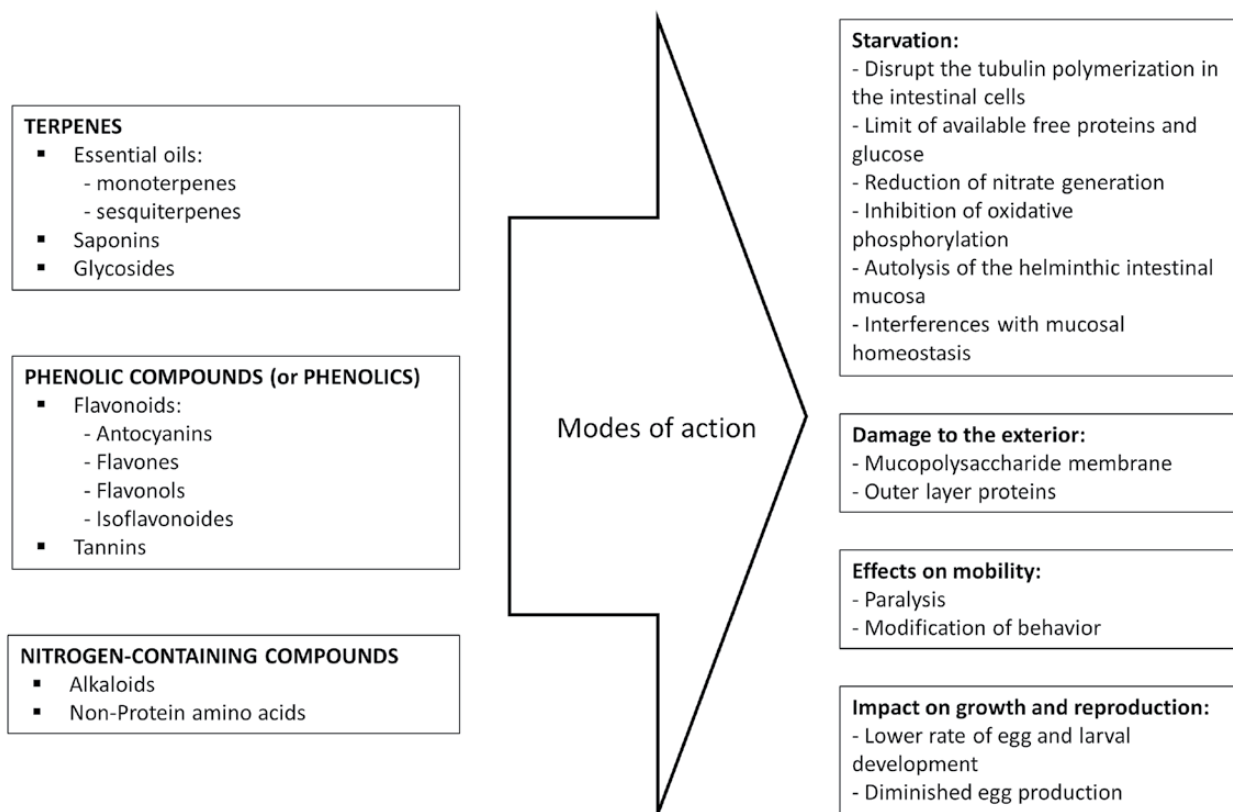 TERPENES
▪ Essential oils:
- monoterpenes
- sesquiterpenes
▪ Saponins
▪ Glycosides
PHENOLIC COMPOUNDS (or PHENOLICS)
▪ Flavonoids:
- Antocyanins
- Flavones
- Flavonols
- Isoflavonoides
▪ Tannins
NITROGEN-CONTAINING COMPOUNDS
▪ Alkaloids
▪ Non-Protein amino acids
Modes of action
Starvation:
- Disrupt the tubulin polymerization in
the intestinal cells
- Limit of available free proteins and
glucose
- Reduction of nitrate generation
- Inhibition of oxidative
phosphorylation
- Autolysis of the helminthic intestinal
mucosa
- Interferences with mucosal
homeostasis
Damage to the exterior:
- Mucopolysaccharide membrane
- Outer layer proteins
Effects on mobility:
- Paralysis
- Modification of behavior
Impact on growth and reproduction:
- Lower rate of egg and larval
development
- Diminished egg production